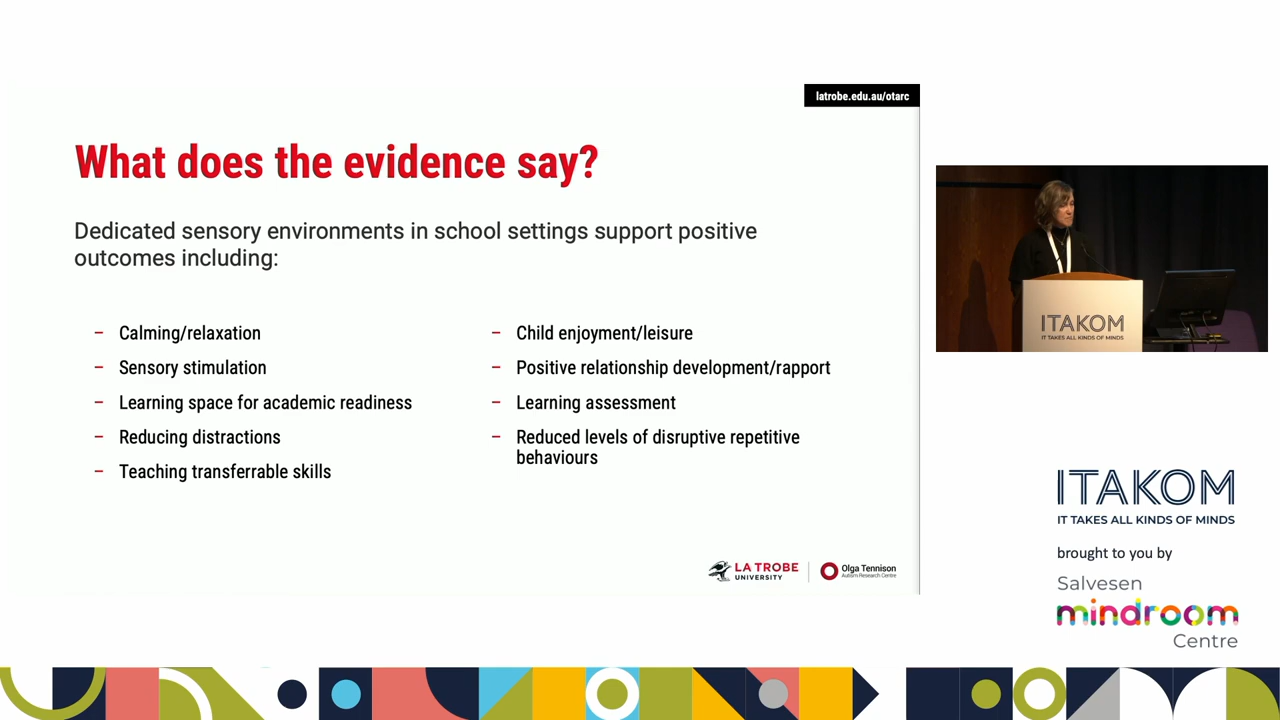 latrobe.edu.au/otarc
What does the evidence say?
Dedicated sensory environments in school settings support positive
outcomes including:
– Calming/relaxation
– Sensory stimulation
– Learning space for academic readiness
– Reducing distractions
– Teaching transferrable skills
– Child enjoyment/leisure
– Positive relationship development/rapport
– Learning assessment
– Reduced levels of disruptive repetitive
behaviours
LA TROBE
UNIVERSITY
Olga Tennison
Autism Research Centre
ITAKOM
IT TAKES ALL KINDS OF MINDS
ITAKOM
IT TAKES ALL KINDS OF MINDS
brought to you by
Salvesen
mindroom
Centre